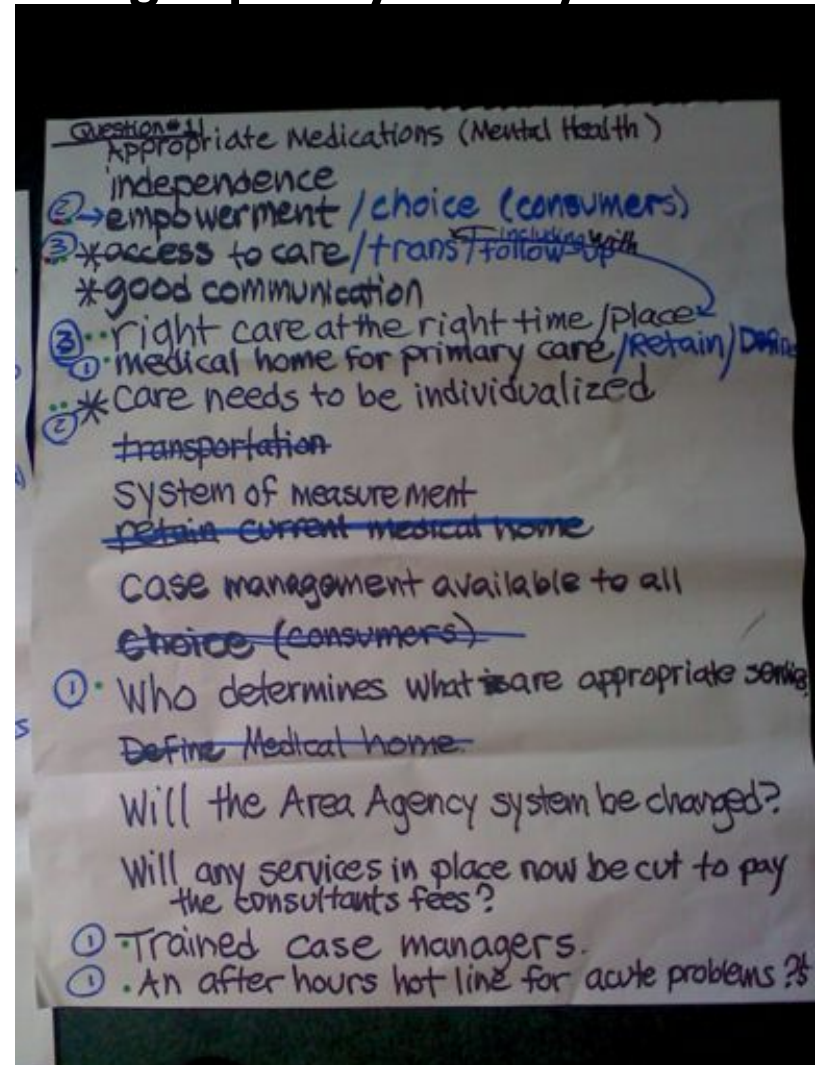 Question #1
Appropriate Medications (Mental Health)
independence
② → empowerment / choice (consumers)
③ * access to care / trans / follow-up including with
* good communication
③ •• right care at the right time / place
① • medical home for primary care / Retain / Define
② •• * Care needs to be individualized
transportation
System of measurement
retain current medical home
Case management available to all
Choice (consumers)
① • Who determines what is are appropriate
Define Medical home.
Will the Area Agency system be changed?
Will any services in place now be cut to pay
the consultants fees?
① • Trained case managers.
① • An after hours hot line for acute problems ?s